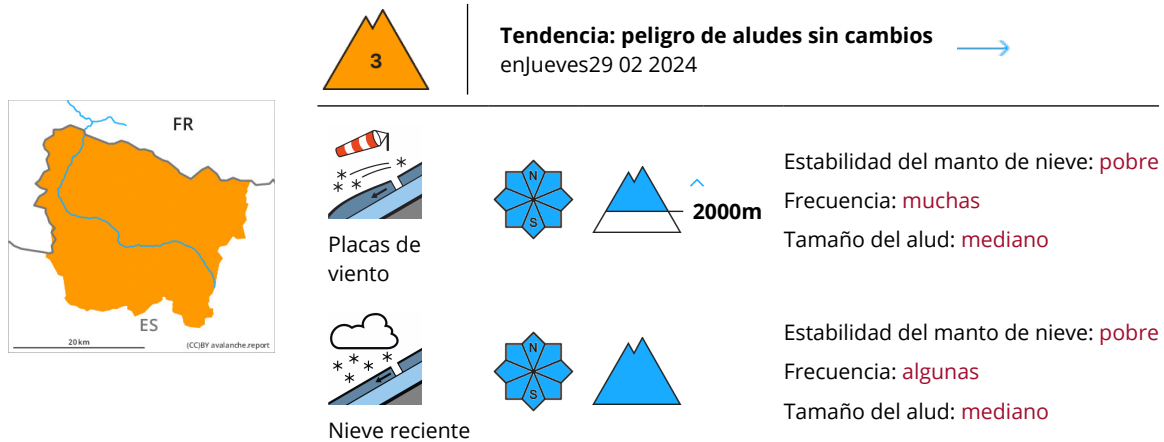 3
Tendencia: peligro de aludes sin cambios
enJueves29 02 2024
FR
ES
20 km
(CC)BY avalanche.report
N
S
2000m
Placas de
viento
Estabilidad del manto de nieve: pobre
Frecuencia: muchas
Tamaño del alud: mediano
N
S
Nieve reciente
Estabilidad del manto de nieve: pobre
Frecuencia: algunas
Tamaño del alud: mediano